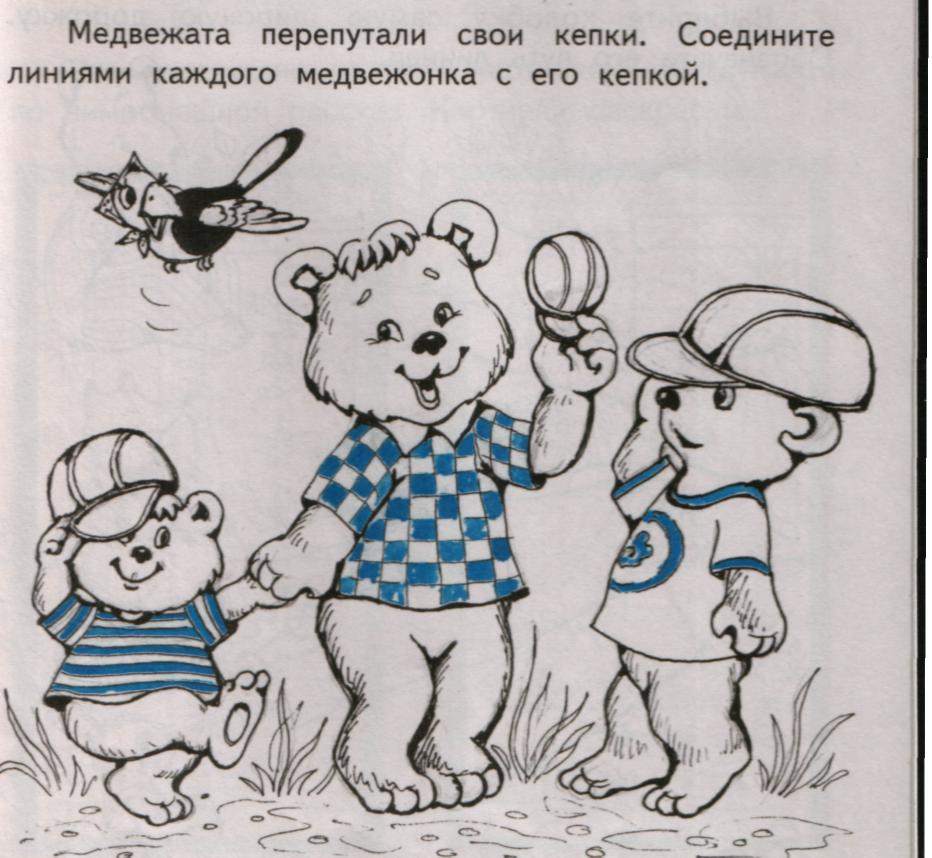 Медвежата перепутали свои кепки. Соедините
линиями каждого медвежонка с его кепкой.